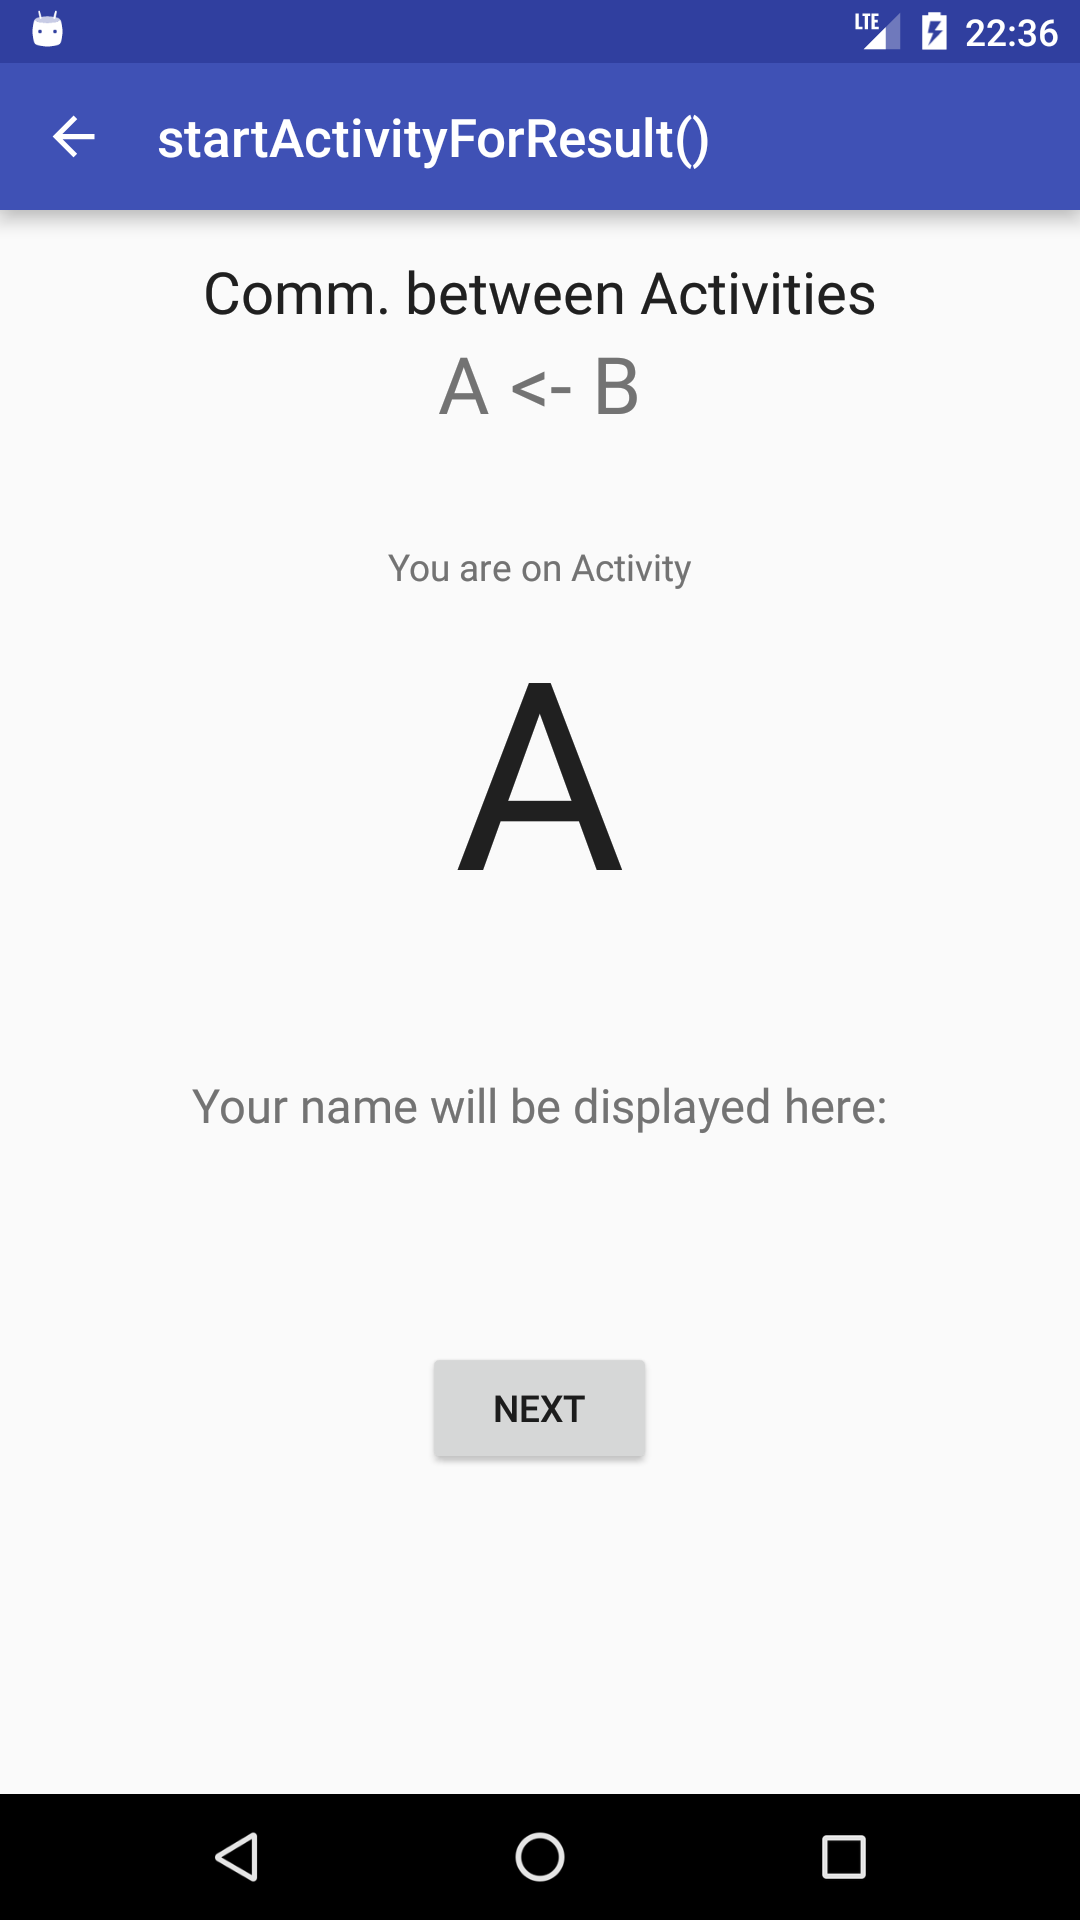 LTE 22:36
startActivityForResult()
Comm. between Activities
A <- B
You are on Activity
A
Your name will be displayed here:
NEXT